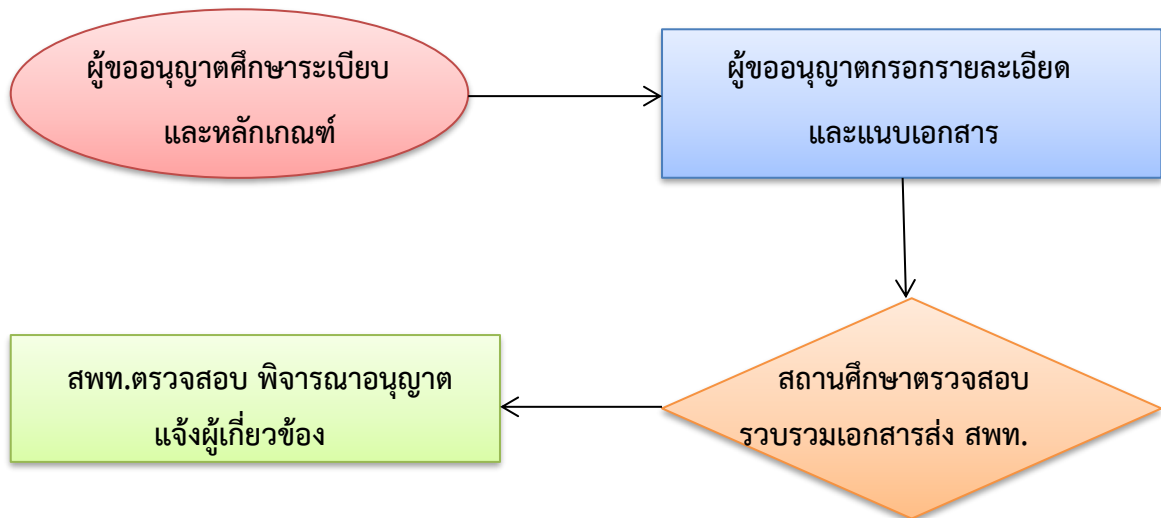 ผู้ขออนุญาตศึกษาระเบียบ
และหลักเกณฑ์
ผู้ขออนุญาตกรอกรายละเอียด
และแนบเอกสาร
สถานศึกษาตรวจสอบ
รวบรวมเอกสารส่ง สพท.
สพท.ตรวจสอบ พิจารณาอนุญาต
แจ้งผู้เกี่ยวข้อง